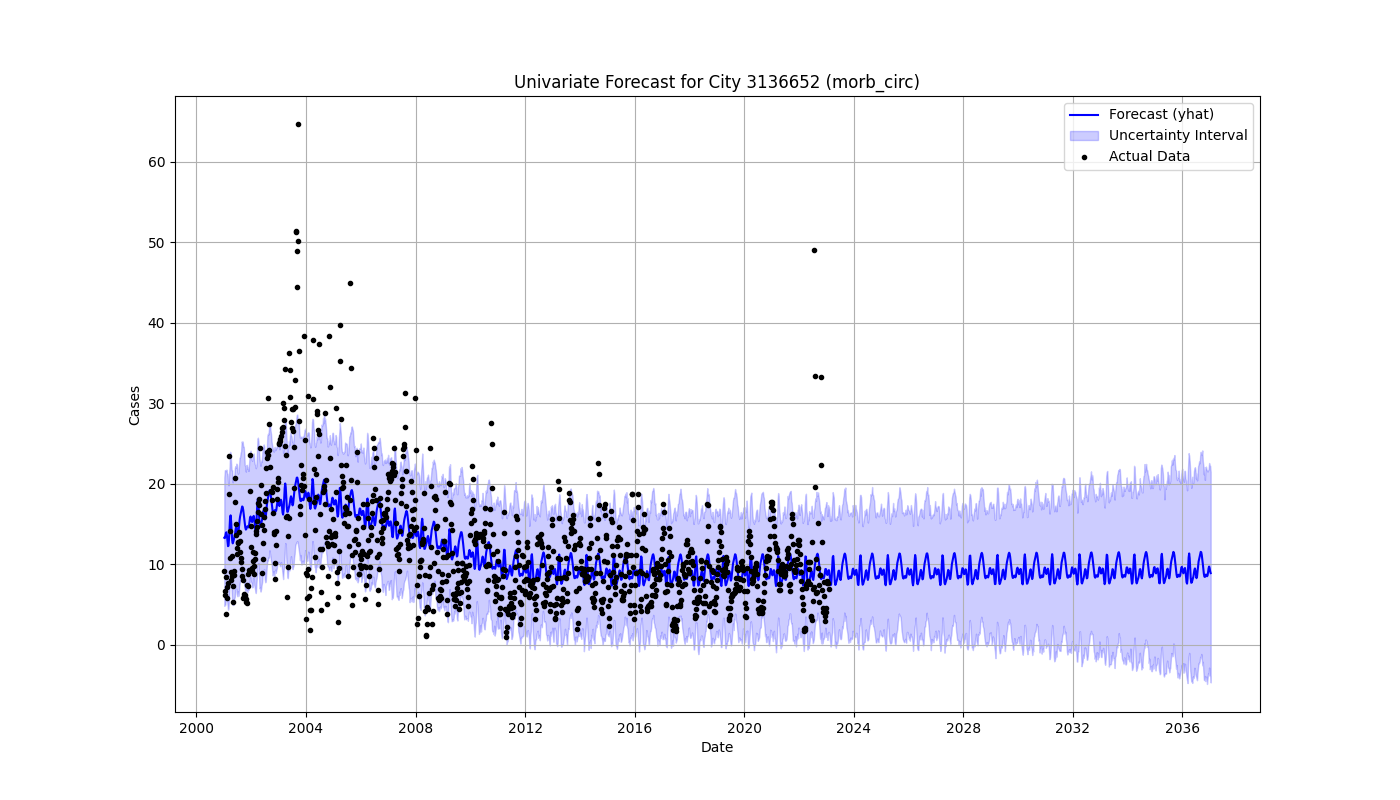 Univariate Forecast for City 3136652 (morb_circ)
Forecast (yhat)
Uncertainty Interval
Actual Data
Cases
60
50
40
30
20
10
0
2000 2004 2008 2012 2016 2020 2024 2028 2032 2036
Date